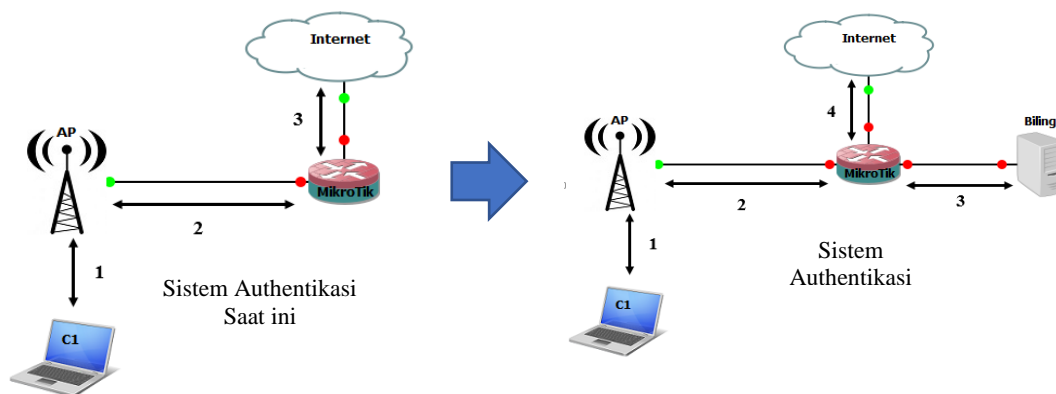 Internet
3
AP
MikroTik
2
1
Sistem Authentikasi
Saat ini
C1
Internet
4
AP
Biling
MikroTik
2
3
1
Sistem
Authentikasi
C1